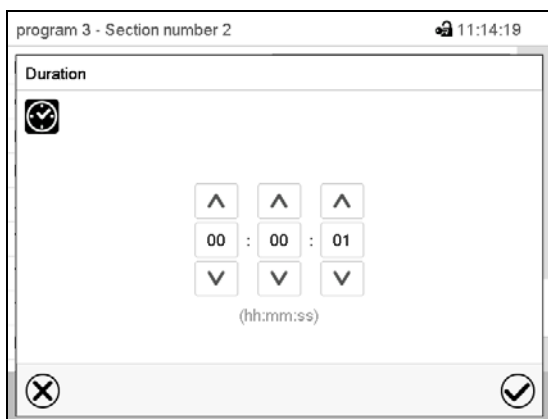 program 3 - Section number 2 11:14:19
Duration
00 : 00 : 01
(hh:mm:ss)